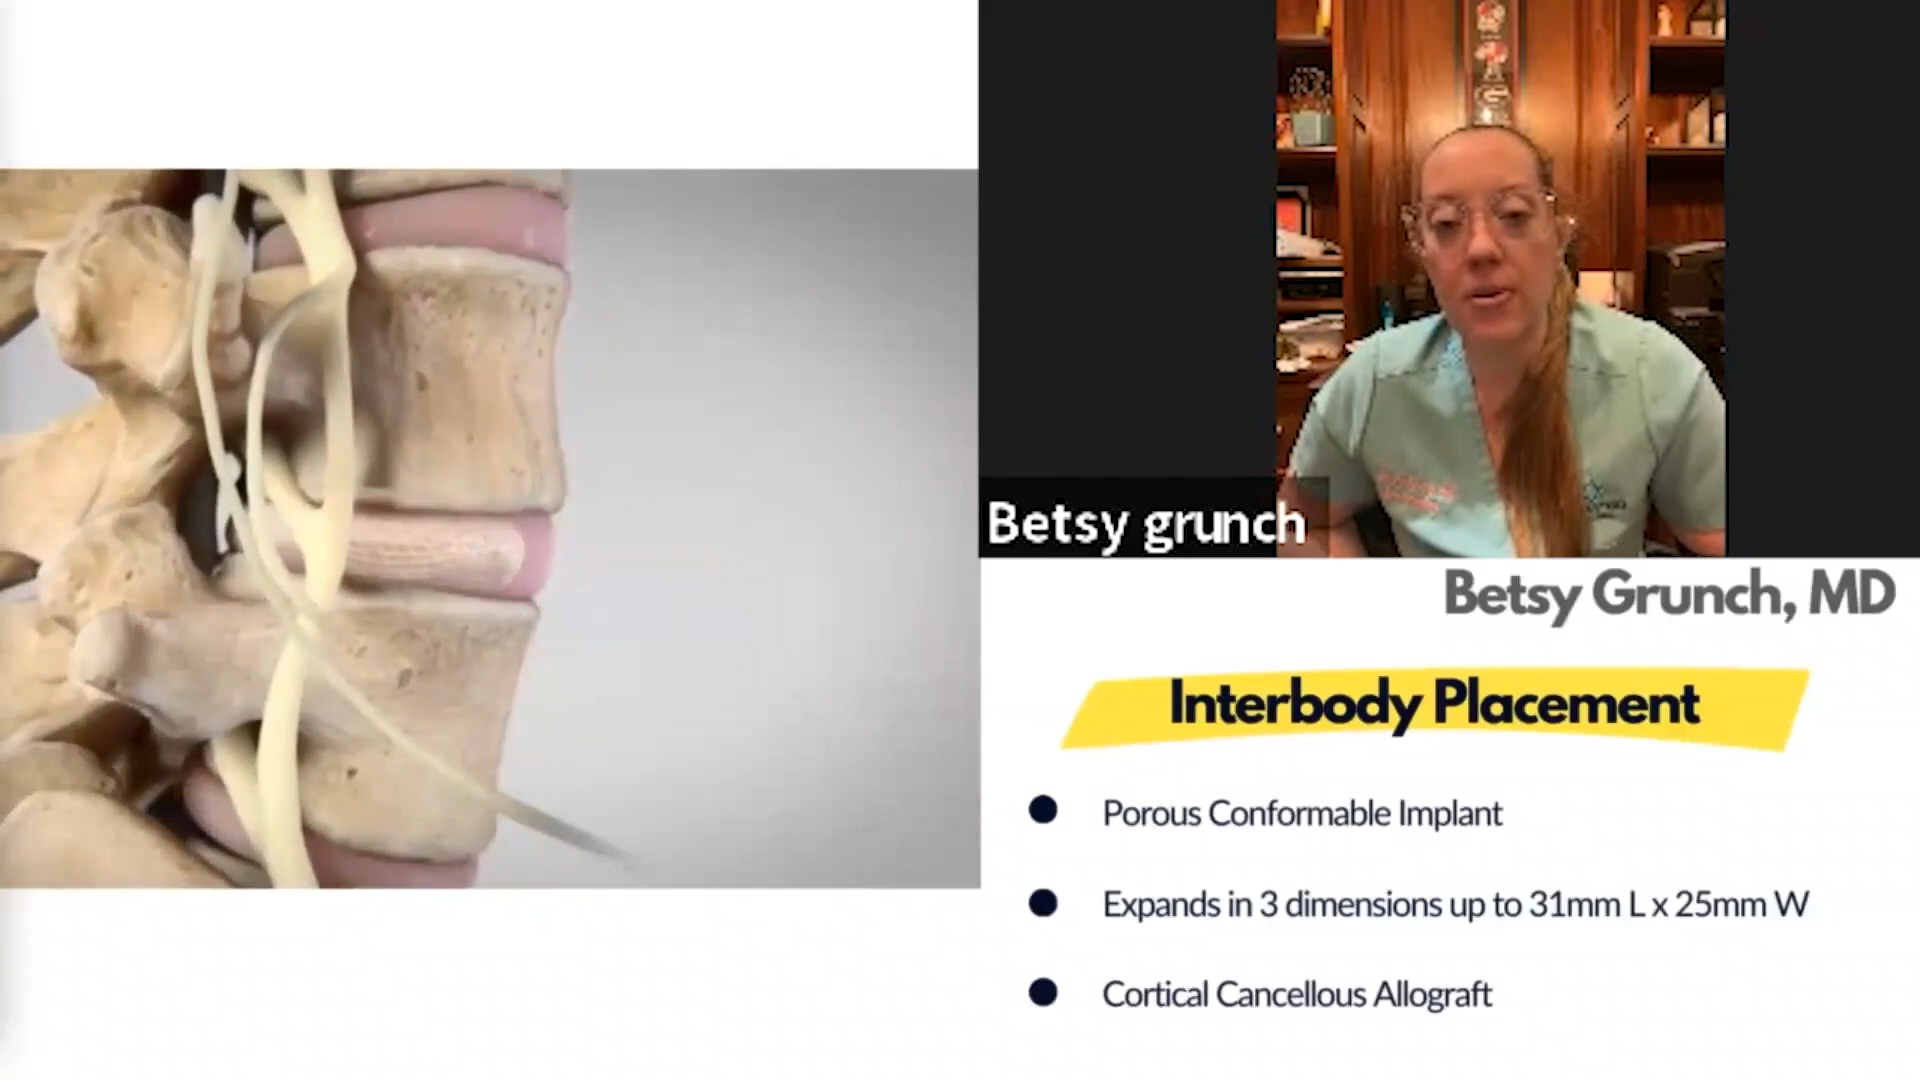 Betsy grunch
Betsy Grunch, MD
Interbody Placement
Porous Conformable Implant
Expands in 3 dimensions up to 31mm L x 25mm W
Cortical Cancellous Allograft